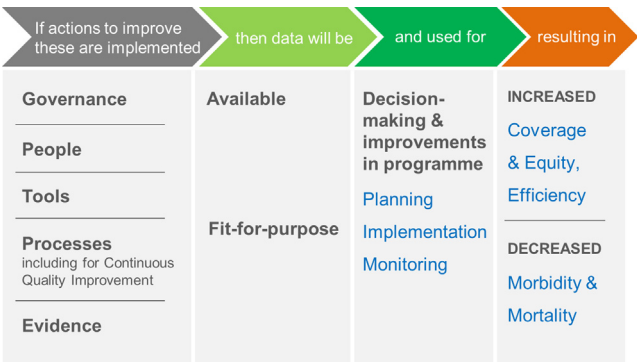 If actions to improve
these are implemented
then data will be
and used for
resulting in
Governance
People
Tools
Processes
including for Continuous
Quality Improvement
Evidence
Available
Fit-for-purpose
Decision-
making &
improvements
in programme
Planning
Implementation
Monitoring
INCREASED
Coverage
& Equity,
Efficiency
DECREASED
Morbidity &
Mortality